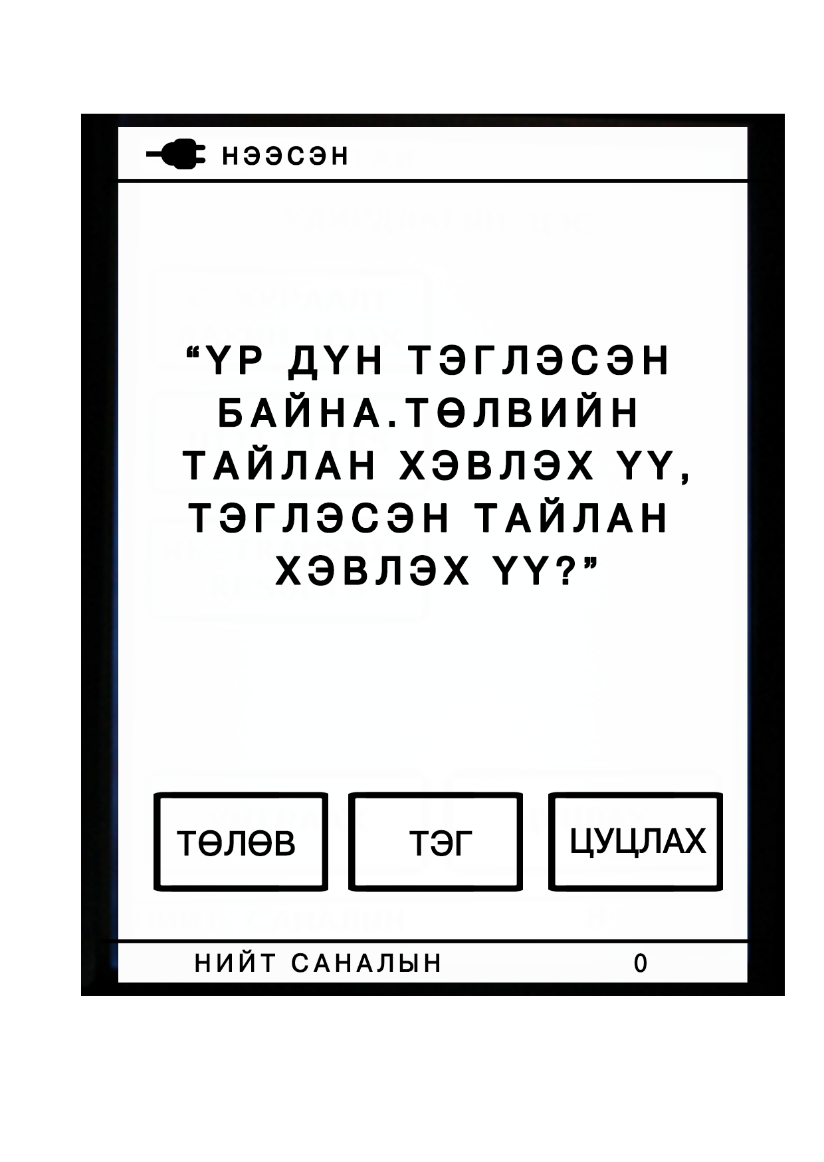 НЭЭСЭН
“ҮР ДҮН ТЭГЛЭСЭН
БАЙНА.ТӨЛВИЙН
ТАЙЛАН ХЭВЛЭХ ҮҮ,
ТЭГЛЭСЭН ТАЙЛАН
ХЭВЛЭХ ҮҮ?”
ТӨЛӨВ ТЭГ ЦУЦЛАХ
НИЙТ САНАЛЫН 0